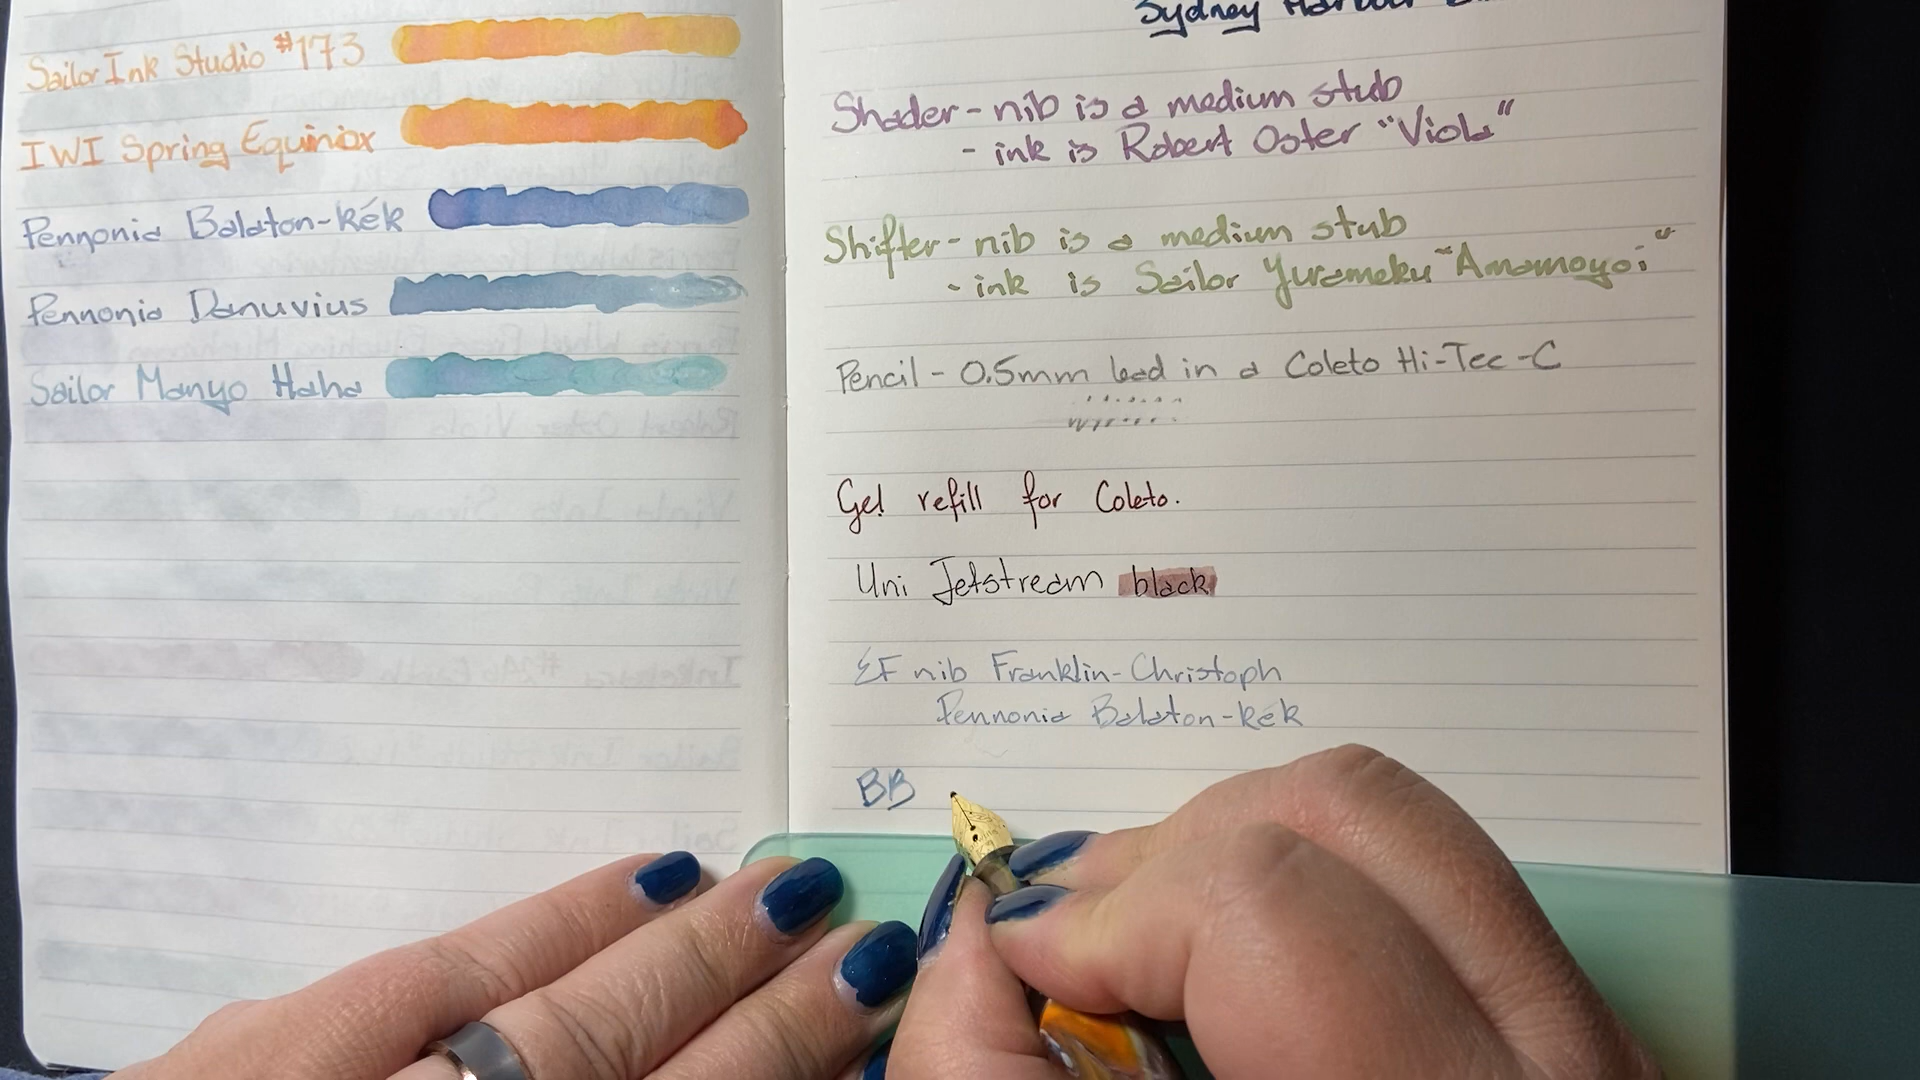 Sailor Ink Studio #173
IWI Spring Equinox
Pennonia Balaton-kék
Pennonia Danuvius
Sailor Manyo Haha
Sydney Harbour
Shader - nib is a medium stub
- ink is Robert Oster "Viola"
Shifter - nib is a medium stub
- ink is Sailor Yurameku "Amamoyoi"
Pencil - 0.5mm lead in a Coleto Hi-Tec-C
Gel refill for Coleto.
Uni Jetstream black
EF nib Franklin-Christoph
Pennonia Balaton-kék
BB